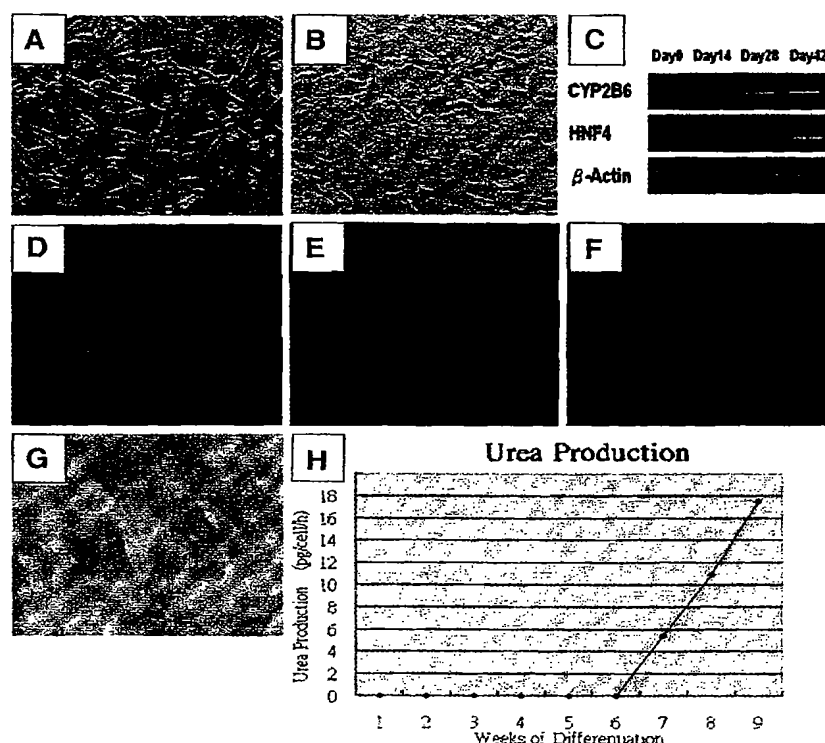 A
B
C
Day0 Day14 Day28 Day42
CYP2B6
HNF4
β-Actin
D
E
F
G
H
Urea Production
Urea Production (pg/cell/h)
18
16
14
12
10
8
6
4
2
0
1 2 3 4 5 6 7 8 9
Weeks of Differentiation